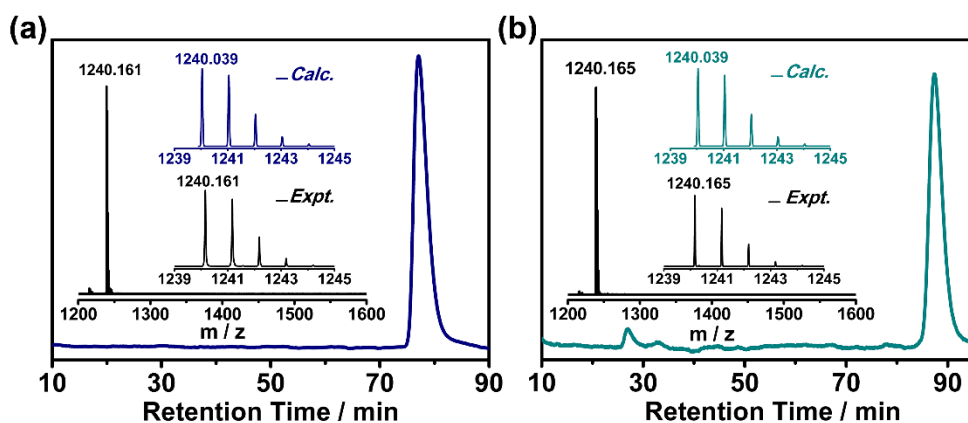 (a)
1240.161
1240.039
Calc.
1239 1241 1243 1245
1240.161
Expt.
1239 1241 1243 1245
1200 1300 1400 1500 1600
m / z
10 30 50 70 90
Retention Time / min
(b)
1240.165
1240.039
Calc.
1239 1241 1243 1245
1240.165
Expt.
1239 1241 1243 1245
1200 1300 1400 1500 1600
m / z
10 30 50 70 90
Retention Time / min